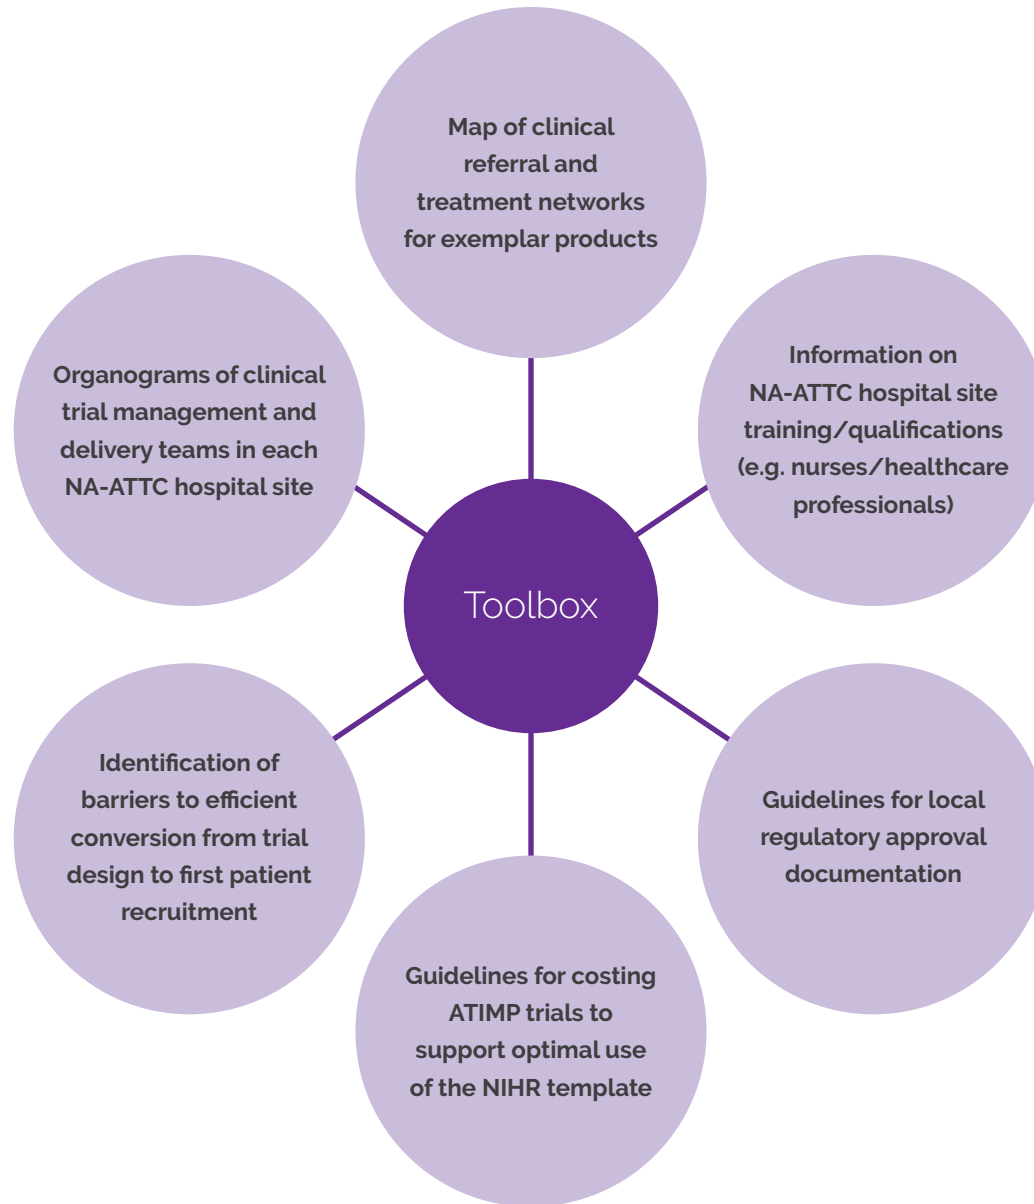 Map of clinical
referral and
treatment networks
for exemplar products
Information on
NA-ATTC hospital site
training/qualifications
(e.g. nurses/healthcare
professionals)
Organograms of clinical
trial management and
delivery teams in each
NA-ATTC hospital site
Toolbox
Identification of
barriers to efficient
conversion from trial
design to first patient
recruitment
Guidelines for local
regulatory approval
documentation
Guidelines for costing
ATIMP trials to
support optimal use
of the NIHR template